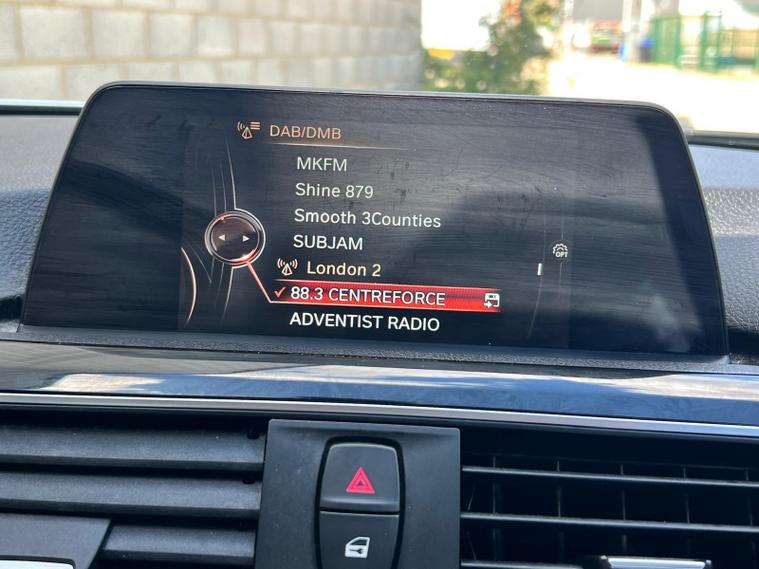 DAB/DMB
MKFM
Shine 879
Smooth 3Counties
SUBJAM
London 2
88.3 CENTREFORCE
ADVENTIST RADIO
OPT